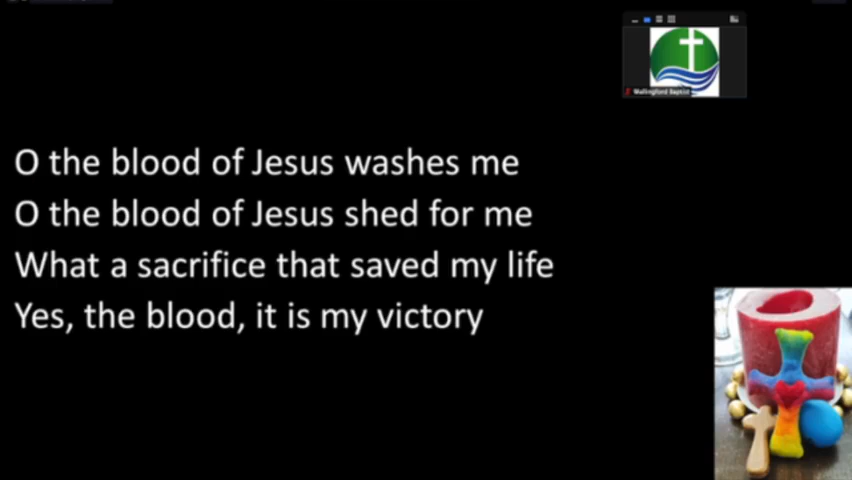 Wallingford Baptist
O the blood of Jesus washes me
O the blood of Jesus shed for me
What a sacrifice that saved my life
Yes, the blood, it is my victory